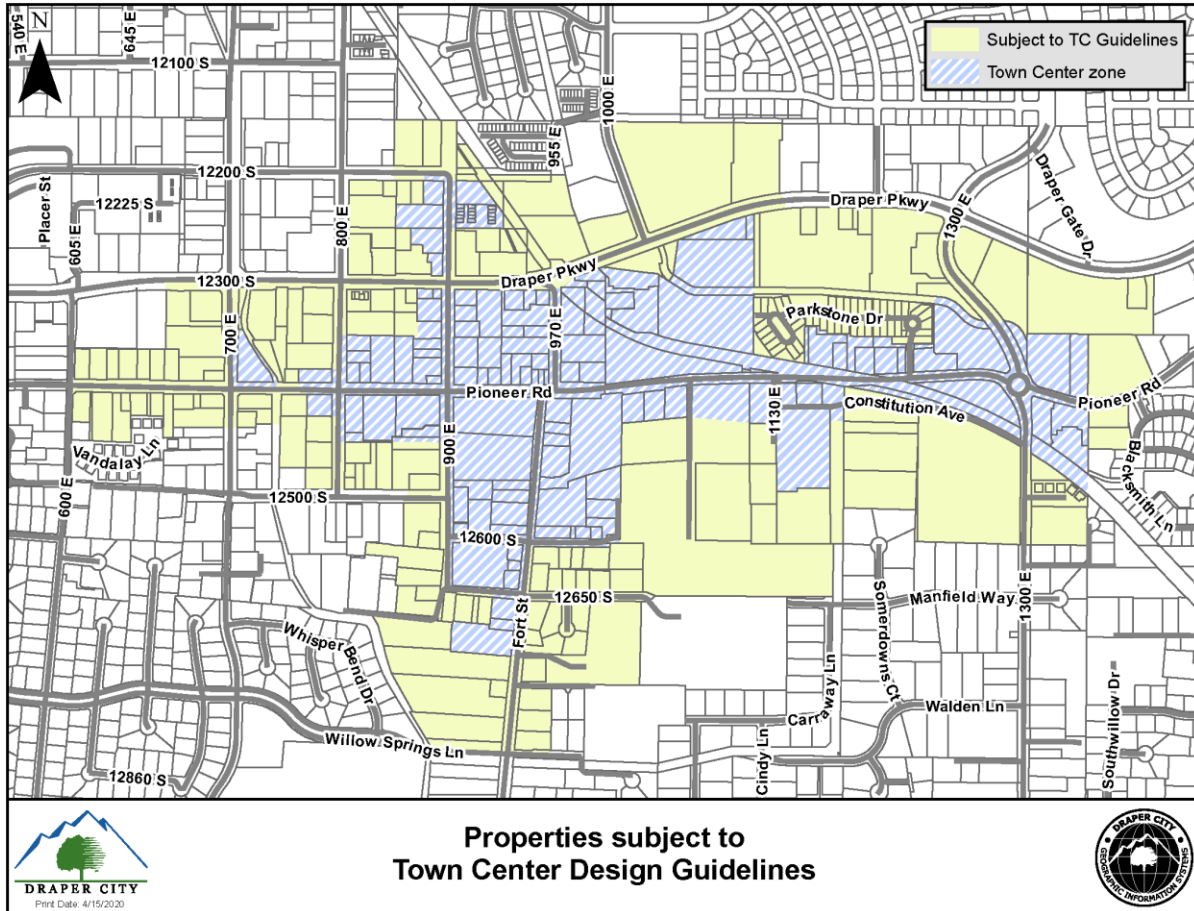 N
540 E
645 E
12100 S
1000 E
Subject to TC Guidelines
Town Center zone
955 E
12200 S
Placer St
12225 S
605 E
800 E
Draper Pkwy
1300 E
Draper Gate Dr
12300 S
Draper Pkwy
700 E
970 E
Parkstone Dr
Pioneer Rd
Pioneer Rd
1130 E
Constitution Ave
Vandalay Ln
900 E
Blacksmith Ln
600 E
12500 S
12600 S
12650 S
Fort St
Manfield Way
1300 E
Somerdowns Ct
Whisper Bend Dr
Carraway Ln
Walden Ln
Willow Springs Ln
Cindy Ln
Southwillow Dr
12860 S
Properties subject to
Town Center Design Guidelines
DRAPER CITY
Print Date: 4/15/2020
DRAPER CITY
GEOGRAPHIC INFORMATION SYSTEMS